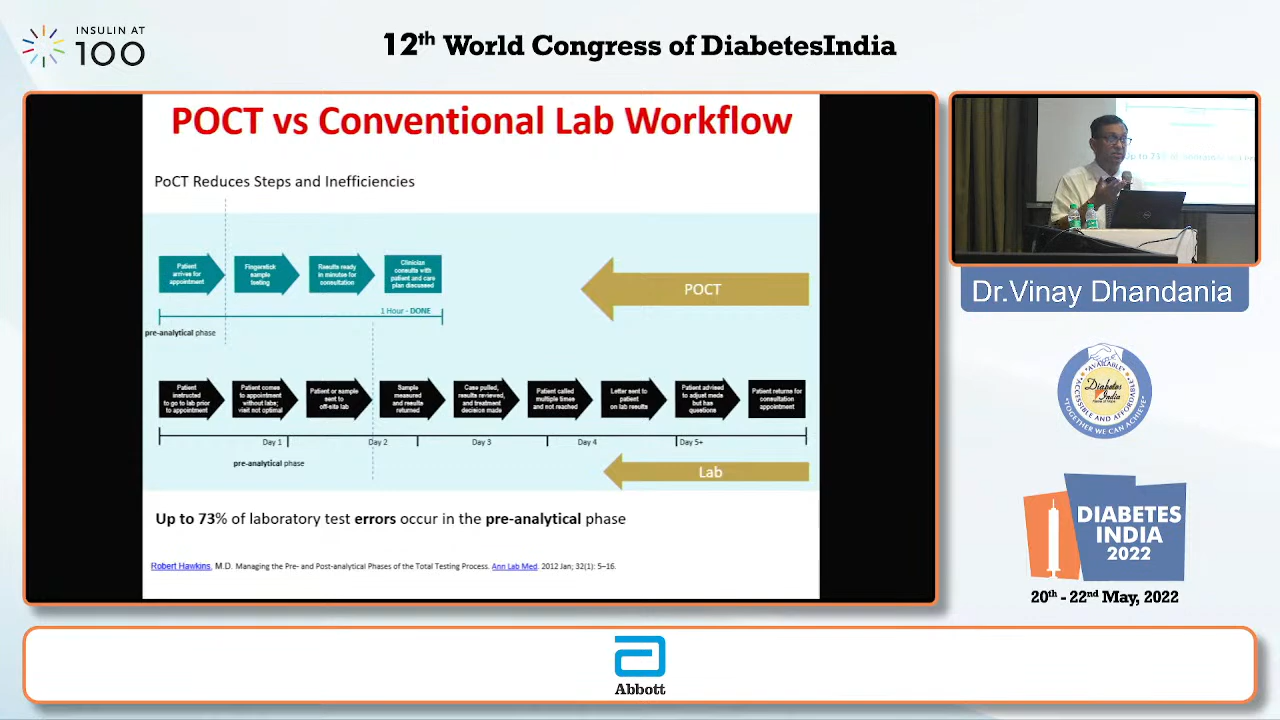 INSULIN AT
100
12th World Congress of DiabetesIndia
POCT vs Conventional Lab Workflow
PoCT Reduces Steps and Inefficiencies
Patient
arrives for
appointment
Fingerstick
sample
testing
Results ready
in minutes for
consultation
Clinician
consults with
patient and care
plan discussed
POCT
1 Hour - DONE
pre-analytical phase
Patient
instructed
to go to lab prior
to appointment
Patient comes
to appointment
without labs;
visit not optimal
Patient or sample
sent to
off-site lab
Sample
measured
and results
returned
Case pulled,
results reviewed,
and treatment
decision made
Patient called
multiple times
and not reached
Letter sent to
patient
on lab results
Patient advised
to adjust meds
but has
questions
Patient returns for
consultation
appointment
Day 1
Day 2
Day 3
Day 4
Day 5+
pre-analytical phase
Lab
Up to 73% of laboratory test errors occur in the pre-analytical phase
Robert Hawkins, M.D. Managing the Pre- and Post-analytical Phases of the Total Testing Process. Ann Lab Med. 2012 Jan; 32(1): 5–16.
Up to 73%
Dr.Vinay Dhandania
AVAILABLE
ACCESSIBLE AND AFFORDABLE
Diabetes
India
"TOGETHER WE CAN ACHIEVE"
DIABETES
INDIA
2022
20th - 22nd May, 2022
Abbott